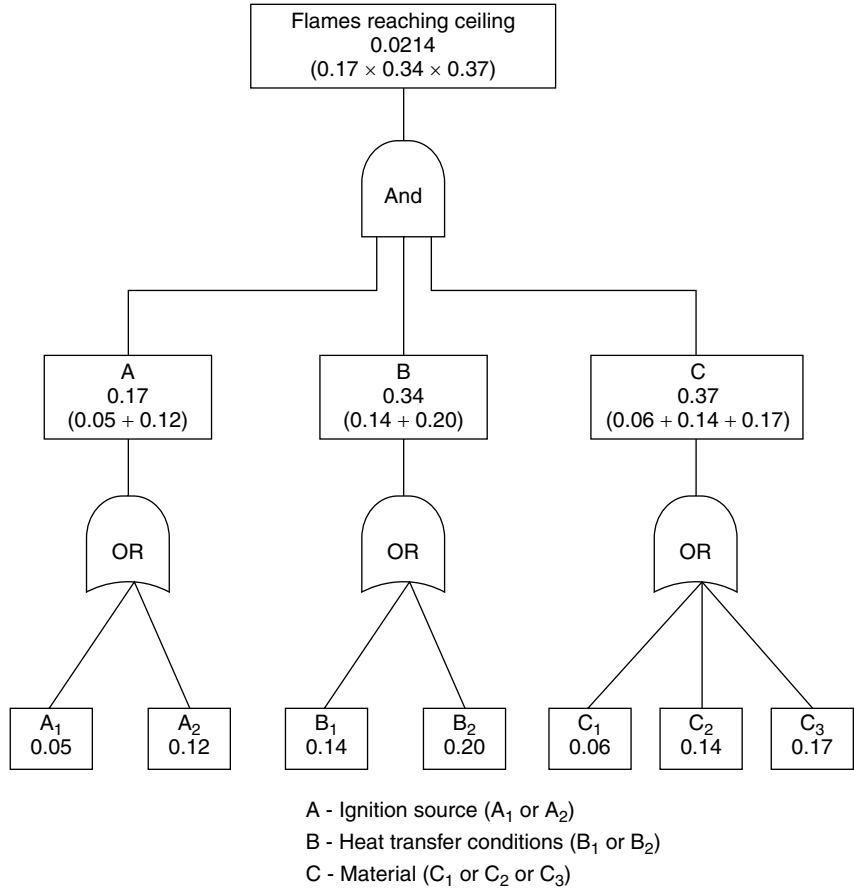 Flames reaching ceiling
0.0214
(0.17 × 0.34 × 0.37)
And
A
0.17
(0.05 + 0.12)
B
0.34
(0.14 + 0.20)
C
0.37
(0.06 + 0.14 + 0.17)
OR
OR
OR
A₁
0.05
A₂
0.12
B₁
0.14
B₂
0.20
C₁
0.06
C₂
0.14
C₃
0.17
A - Ignition source (A₁ or A₂)
B - Heat transfer conditions (B₁ or B₂)
C - Material (C₁ or C₂ or C₃)